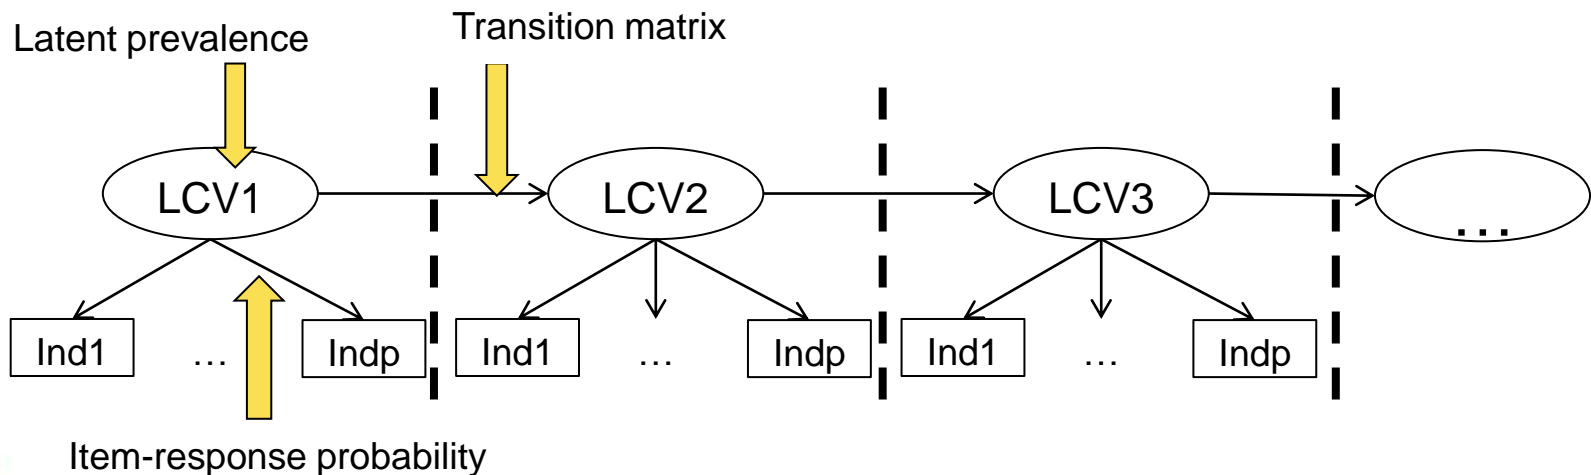 Latent prevalence
Transition matrix
LCV1
LCV2
LCV3
...
Ind1
...
Indp
Ind1
...
Indp
Ind1
...
Indp
Item-response probability